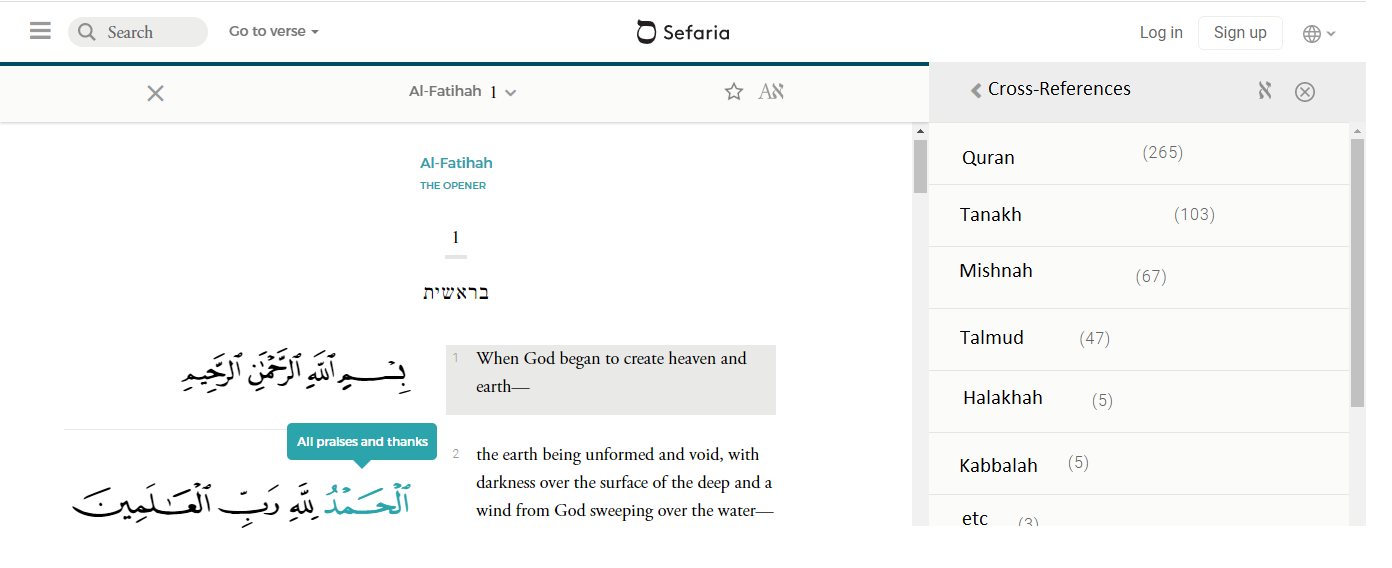 Search
Go to verse
Sefaria
Log in
Sign up
Al-Fatihah 1
Aא
Cross-References
א
Al-Fatihah
THE OPENER
1
בראשית
بِسْمِ ٱللَّهِ ٱلرَّحْمَٰنِ ٱلرَّحِيمِ
1 When God began to create heaven and
earth—
All praises and thanks
ٱلْحَمْدُ لِلَّهِ رَبِّ ٱلْعَٰلَمِينَ
2 the earth being unformed and void, with
darkness over the surface of the deep and a
wind from God sweeping over the water—
Quran (265)
Tanakh (103)
Mishnah (67)
Talmud (47)
Halakhah (5)
Kabbalah (5)
etc (3)